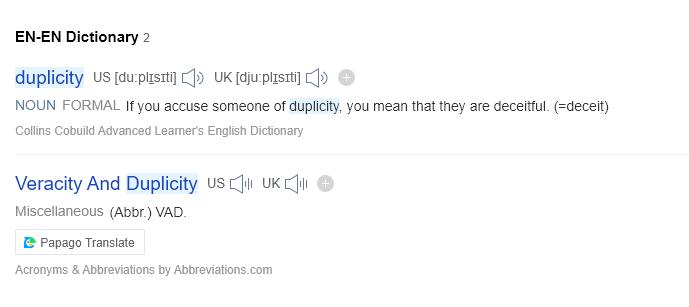 EN-EN Dictionary 2
duplicity US [duːplɪsɪti] UK [djuːplɪsɪti]
NOUN FORMAL If you accuse someone of duplicity, you mean that they are deceitful. (=deceit)
Collins Cobuild Advanced Learner's English Dictionary
Veracity And Duplicity US UK
Miscellaneous (Abbr.) VAD.
Papago Translate
Acronyms & Abbreviations by Abbreviations.com